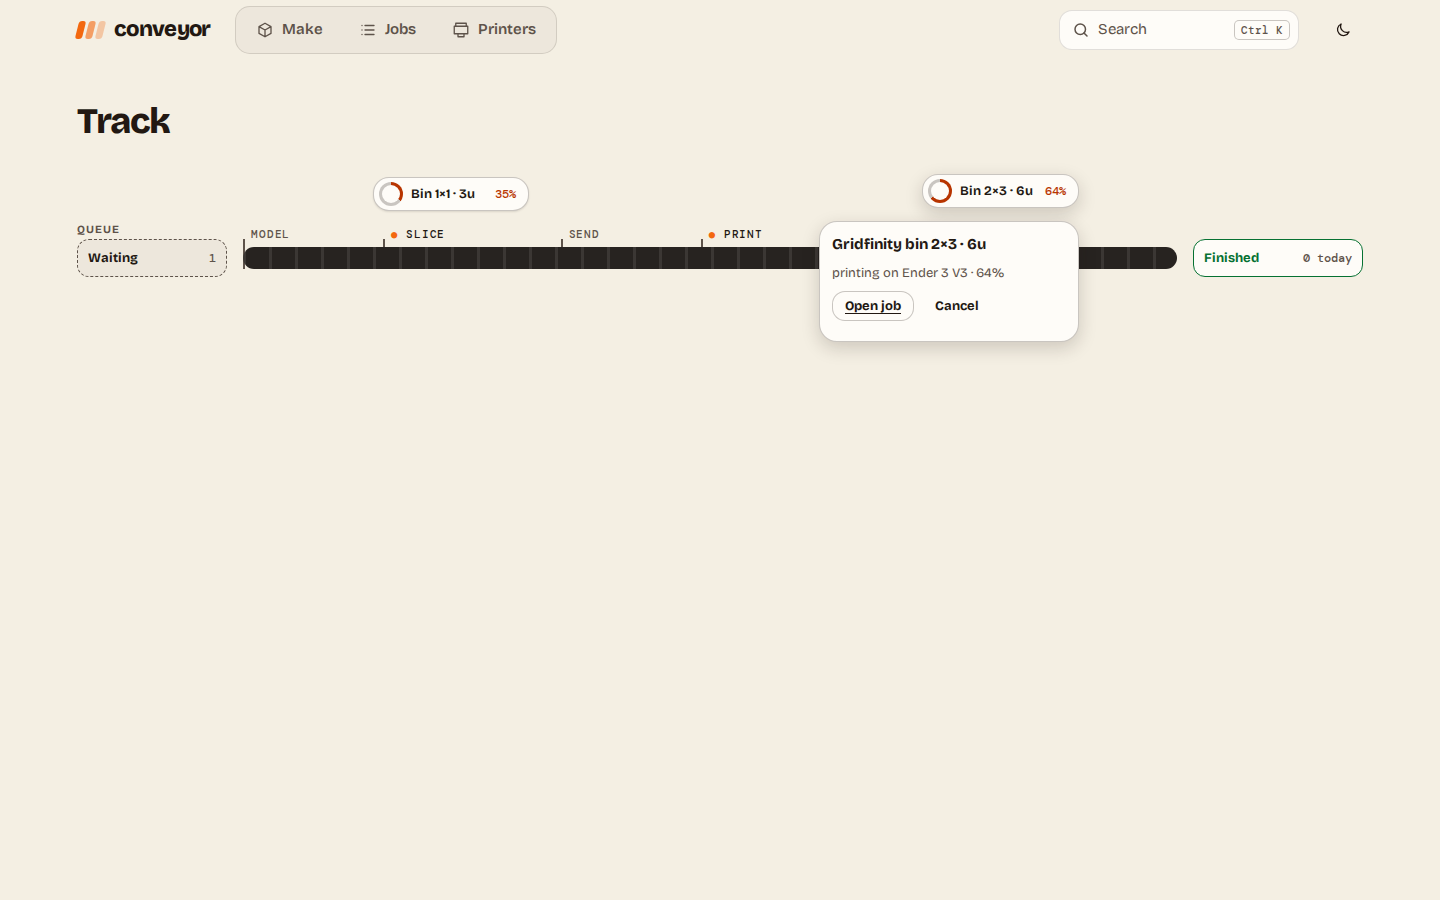 conveyor
Make
Jobs
Printers
Search
Ctrl K
Track
Bin 1×1 · 3u 35%
Bin 2×3 · 6u 64%
QUEUE
Waiting 1
MODEL
SLICE
SEND
PRINT
Finished 0 today
Gridfinity bin 2×3 · 6u
printing on Ender 3 V3 · 64%
Open job
Cancel